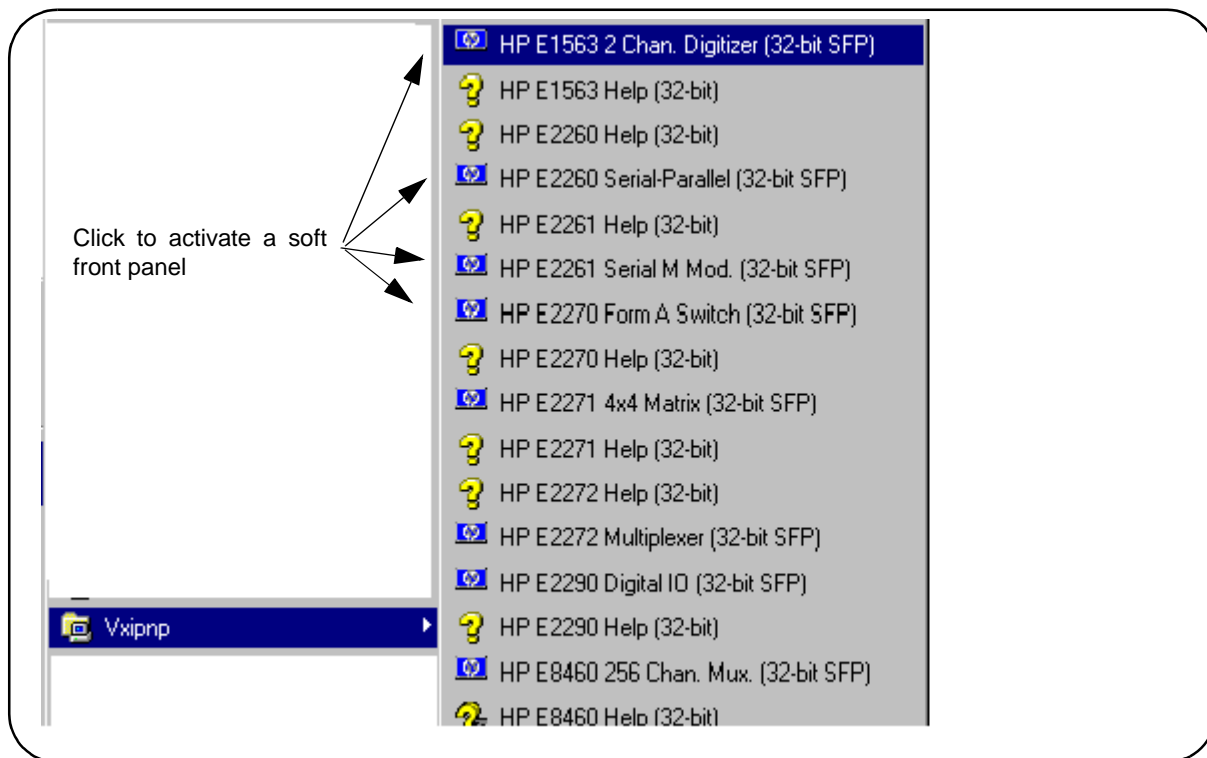 HP E1563 2 Chan. Digitizer (32-bit SFP)
HP E1563 Help (32-bit)
HP E2260 Help (32-bit)
HP E2260 Serial-Parallel (32-bit SFP)
HP E2261 Help (32-bit)
Click to activate a soft
front panel
HP E2261 Serial M Mod. (32-bit SFP)
HP E2270 Form A Switch (32-bit SFP)
HP E2270 Help (32-bit)
HP E2271 4x4 Matrix (32-bit SFP)
HP E2271 Help (32-bit)
HP E2272 Help (32-bit)
HP E2272 Multiplexer (32-bit SFP)
HP E2290 Digital IO (32-bit SFP)
Vxipnp
HP E2290 Help (32-bit)
HP E8460 256 Chan. Mux. (32-bit SFP)
HP E8460 Help (32-bit)